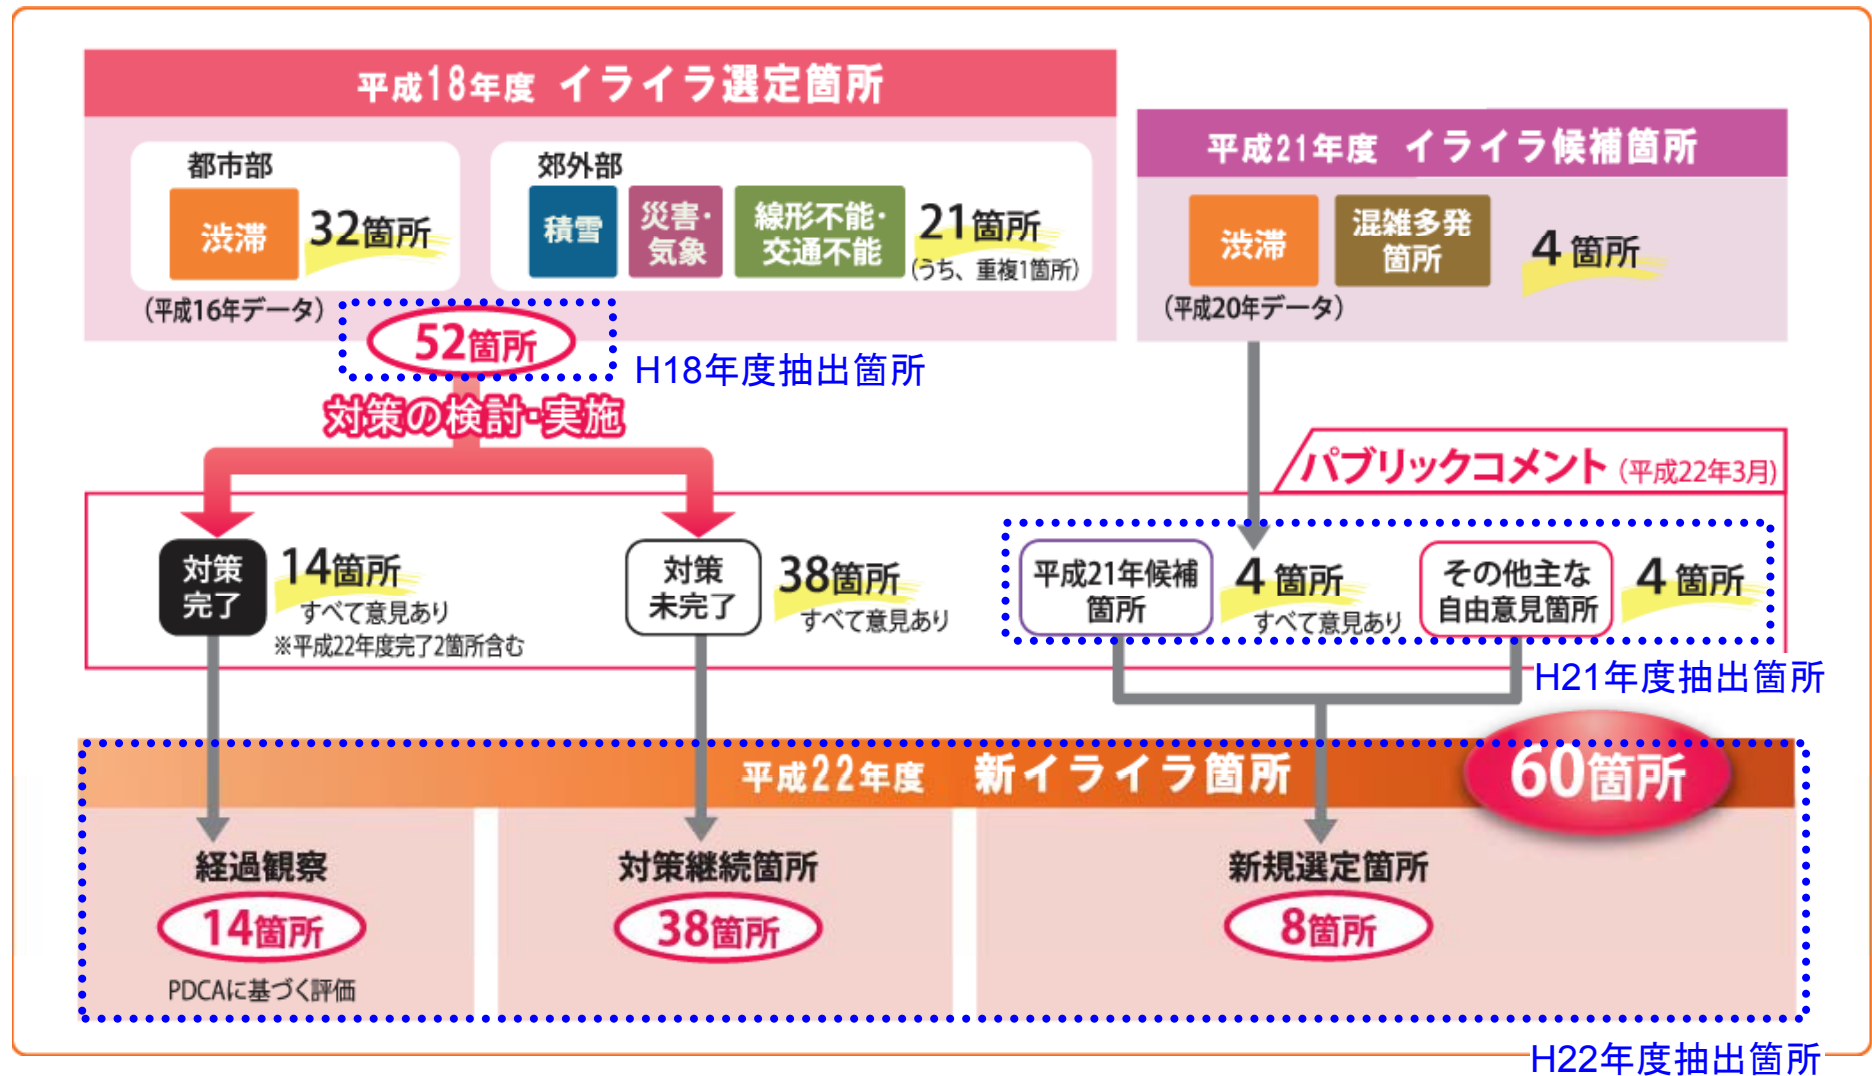 平成18年度 イライラ選定箇所
都市部
渋滞
32箇所
(平成16年データ)
郊外部
積雪
災害・
気象
線形不能・
交通不能
21箇所
(うち、重複1箇所)
52箇所
H18年度抽出箇所
平成21年度 イライラ候補箇所
渋滞
混雑多発
箇所
4箇所
(平成20年データ)
対策の検討・実施
パブリックコメント(平成22年3月)
対策
完了
14箇所
すべて意見あり
※平成22年度完了2箇所含む
対策
未完了
38箇所
すべて意見あり
平成21年候補
箇所
4箇所
すべて意見あり
その他主な
自由意見箇所
4箇所
H21年度抽出箇所
平成22年度 新イライラ箇所
60箇所
経過観察
14箇所
PDCAに基づく評価
対策継続箇所
38箇所
新規選定箇所
8箇所
H22年度抽出箇所